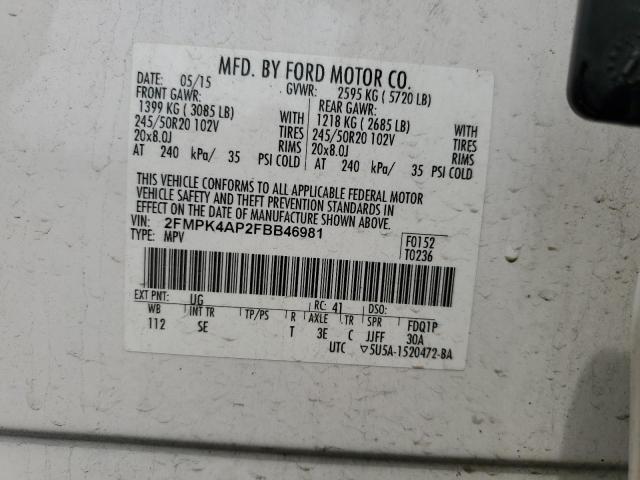 MFD. BY FORD MOTOR CO.
DATE: 05/15 GVWR: 2595 KG ( 5720 LB)
FRONT GAWR: REAR GAWR:
1399 KG ( 3085 LB) WITH 1218 KG ( 2685 LB) WITH
245/50R20 102V TIRES 245/50R20 102V TIRES
20x8.0J RIMS 20x8.0J RIMS
AT 240 kPa/ 35 PSI COLD AT 240 kPa/ 35 PSI COLD
THIS VEHICLE CONFORMS TO ALL APPLICABLE FEDERAL MOTOR
VEHICLE SAFETY AND THEFT PREVENTION STANDARDS IN
EFFECT ON THE DATE OF MANUFACTURE SHOWN ABOVE.
VIN: 2FMPK4AP2FBB46981 F0152
TYPE: MPV T0236
EXT PNT: UG RC: 41 DSO:
WB INT TR TP/PS R AXLE TR SPR FDQ1P
112 SE T 3E C JJFF 30A
UTC ▽5U5A-1520472-BA